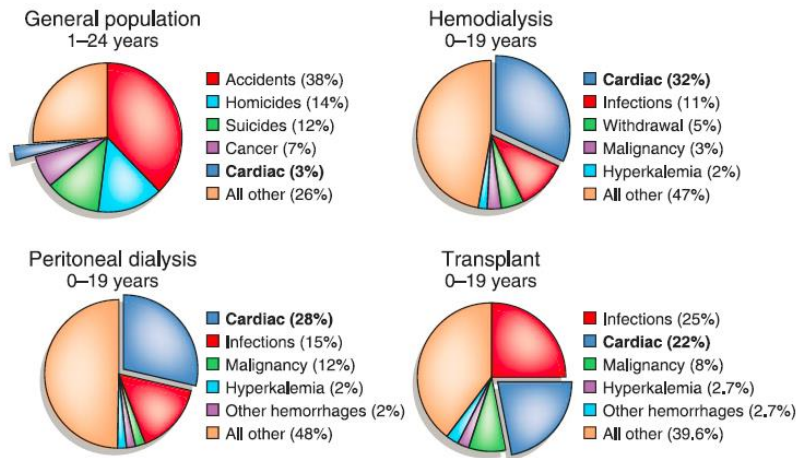 General population
1–24 years
Accidents (38%)
Homicides (14%)
Suicides (12%)
Cancer (7%)
Cardiac (3%)
All other (26%)
Hemodialysis
0–19 years
Cardiac (32%)
Infections (11%)
Withdrawal (5%)
Malignancy (3%)
Hyperkalemia (2%)
All other (47%)
Peritoneal dialysis
0–19 years
Cardiac (28%)
Infections (15%)
Malignancy (12%)
Hyperkalemia (2%)
Other hemorrhages (2%)
All other (48%)
Transplant
0–19 years
Infections (25%)
Cardiac (22%)
Malignancy (8%)
Hyperkalemia (2.7%)
Other hemorrhages (2.7%)
All other (39.6%)